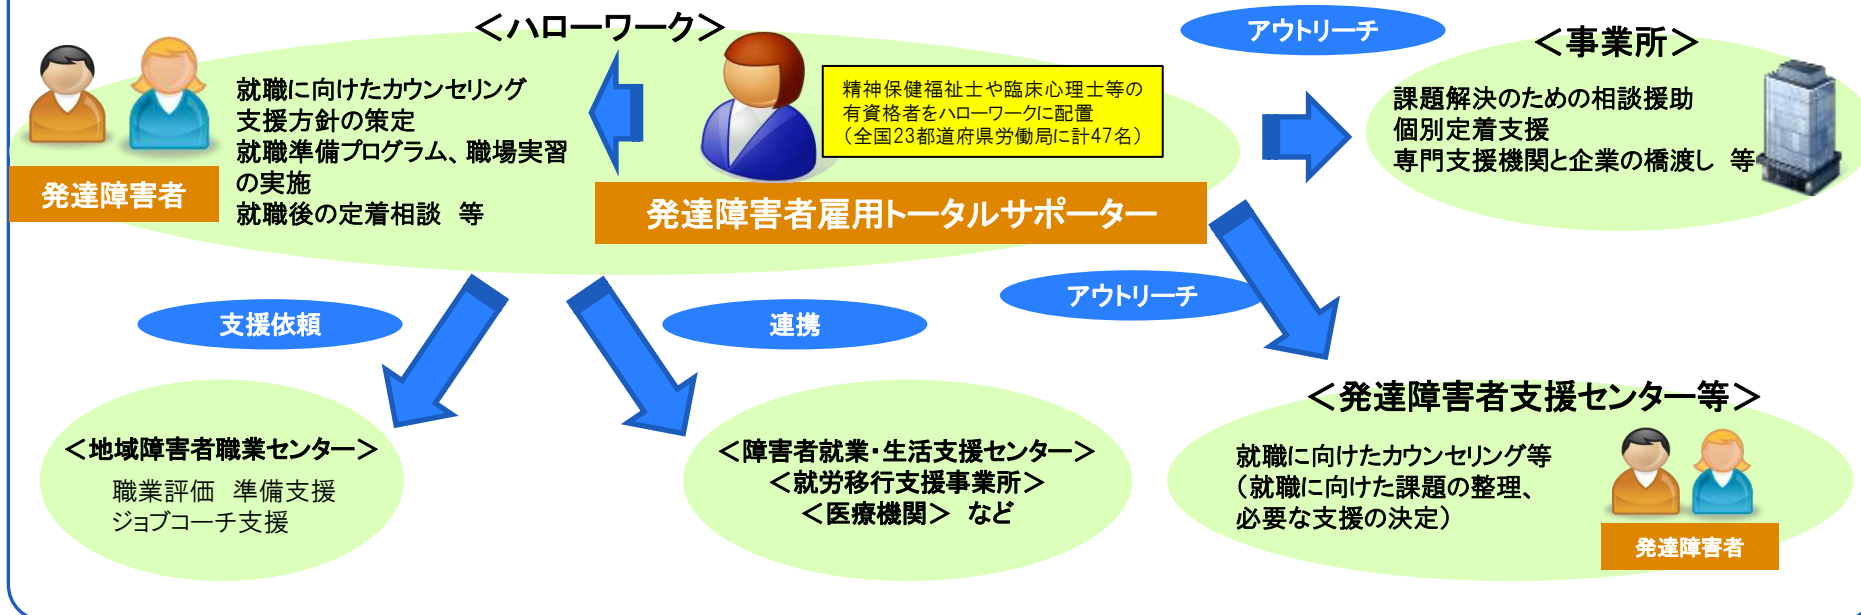 ＜ハローワーク＞
就職に向けたカウンセリング
支援方針の策定
就職準備プログラム、職場実習
の実施
就職後の定着相談　等
発達障害者
精神保健福祉士や臨床心理士等の
有資格者をハローワークに配置
（全国23都道府県労働局に計47名）
発達障害者雇用トータルサポーター
アウトリーチ
＜事業所＞
課題解決のための相談援助
個別定着支援
専門支援機関と企業の橋渡し　等
支援依頼
連携
アウトリーチ
＜地域障害者職業センター＞
職業評価　準備支援
ジョブコーチ支援
＜障害者就業・生活支援センター＞
＜就労移行支援事業所＞
＜医療機関＞　など
＜発達障害者支援センター等＞
就職に向けたカウンセリング等
（就職に向けた課題の整理、
必要な支援の決定）
発達障害者